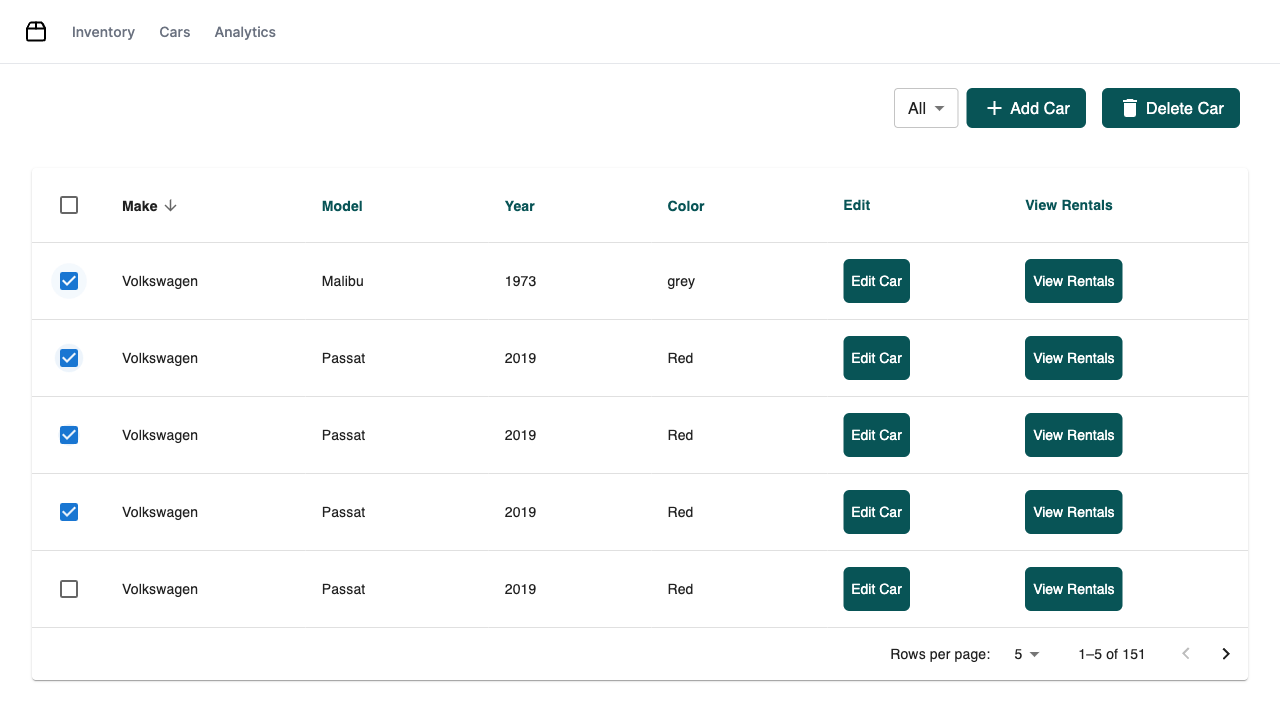 Inventory Cars Analytics
All Add Car Delete Car
Make Model Year Color Edit View Rentals
Volkswagen Malibu 1973 grey Edit Car View Rentals
Volkswagen Passat 2019 Red Edit Car View Rentals
Volkswagen Passat 2019 Red Edit Car View Rentals
Volkswagen Passat 2019 Red Edit Car View Rentals
Volkswagen Passat 2019 Red Edit Car View Rentals
Rows per page: 5 1–5 of 151